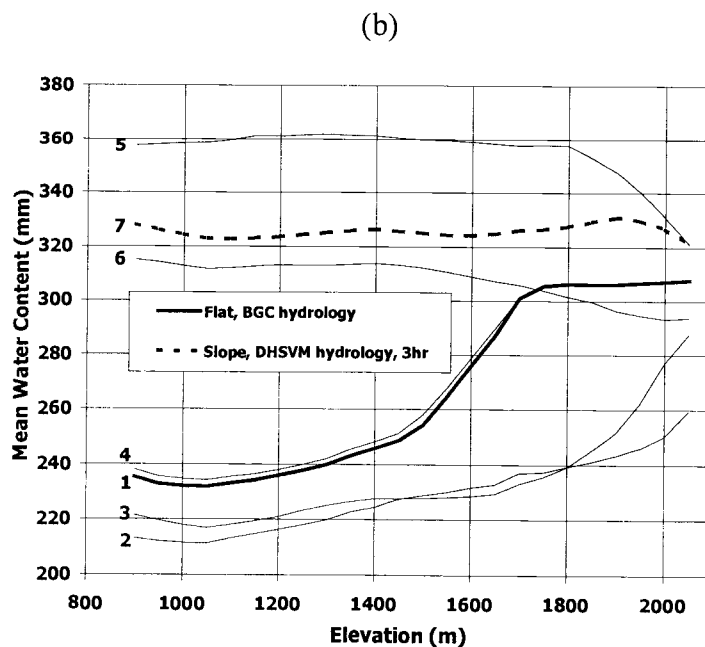 (b)
380
360
340
320
300
280
260
240
220
200
Mean Water Content (mm)
5
7
6
4
1
3
2
Flat, BGC hydrology
Slope, DHSVM hydrology, 3hr
800 1000 1200 1400 1600 1800 2000
Elevation (m)